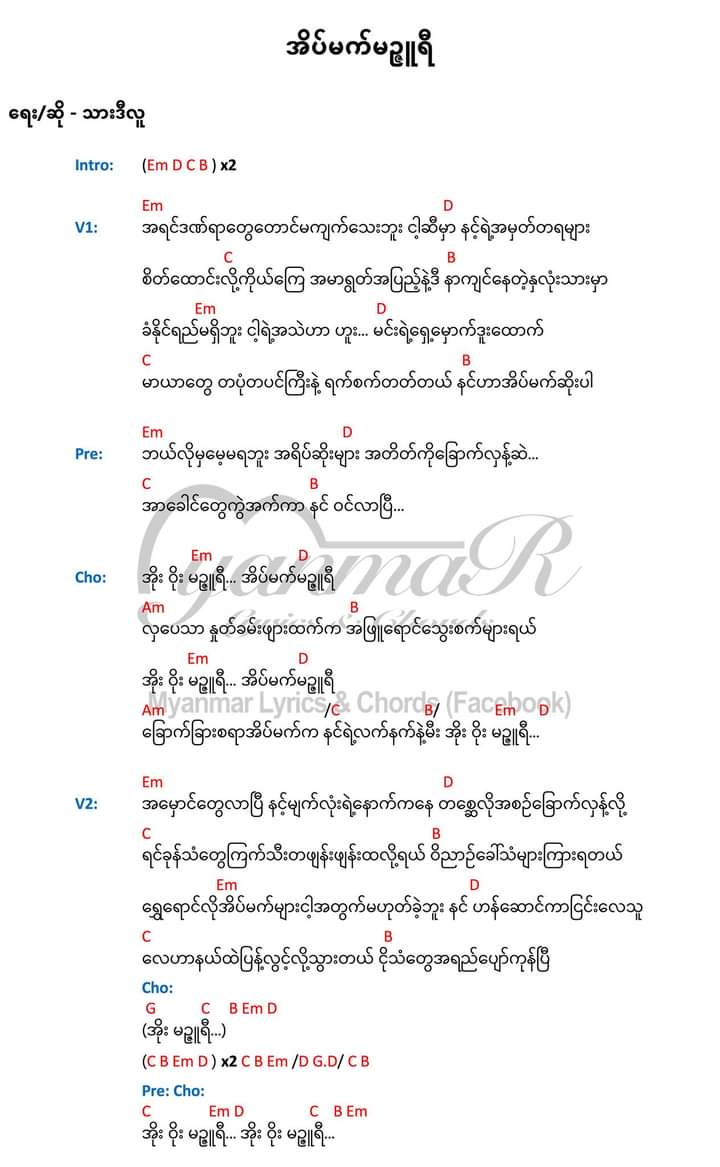 အိပ်မက်မဥ္ဇူရီ
ရေး/ဆို - သားဒီလူ
Intro: (Em D C B ) x2
Em D
V1: အရင်ဒဏ်ရာတွေတောင်မကျက်သေးဘူး ငါ့ဆီမှာ နင့်ရဲ့အမှတ်တရများ
C B
စိတ်ထောင်းလို့ကိုယ်ကြေ အမာရွတ်အပြည့်နဲ့ဒီ နာကျင်နေတဲ့နှလုံးသားမှာ
Em D
ခံနိုင်ရည်မရှိဘူး ငါ့ရဲ့အသဲဟာ ဟူး... မင်းရဲ့ရှေ့မှောက်ဒူးထောက်
C B
မာယာတွေ တပုံတပင်ကြီးနဲ့ ရက်စက်တတ်တယ် နင်ဟာအိပ်မက်ဆိုးပါ
Em D
Pre: ဘယ်လိုမှမေ့မရဘူး အရိပ်ဆိုးများ အတိတ်ကိုခြောက်လှန့်ဆဲ...
C B
အာခေါင်တွေကွဲအက်ကာ နင် ဝင်လာပြီ...
Em D
Cho: အိုး ဝိုး မဥ္ဇူရီ... အိပ်မက်မဥ္ဇူရီ
Am B
လှပေသာ နှုတ်ခမ်းဖျားထက်က အဖြူရောင်သွေးစက်များရယ်
Em D
အိုး ဝိုး မဥ္ဇူရီ... အိပ်မက်မဥ္ဇူရီ
Am /C B/ Em D
ခြောက်ခြားစရာအိပ်မက်က နင်ရဲ့လက်နက်နဲ့မီး အိုး ဝိုး မဥ္ဇူရီ...
MyanmaR
Lyrics & Chords
Myanmar Lyrics & Chords (Facebook)
Em D
V2: အမှောင်တွေလာပြီ နင့်မျက်လုံးရဲ့နောက်ကနေ တစ္ဆေလိုအစဉ်ခြောက်လှန့်လို့
C B
ရင်ခုန်သံတွေကြက်သီးတဖျန်းဖျန်းထလို့ရယ် ဝိညာဉ်ခေါ်သံများကြားရတယ်
Em D
ရွှေရောင်လိုအိပ်မက်များငါ့အတွက်မဟုတ်ခဲ့ဘူး နင် ဟန်ဆောင်ကာငြင်းလေသူ
C B
လေဟာနယ်ထဲပြန့်လွင့်လို့သွားတယ် ငိုသံတွေအရည်ပျော်ကုန်ပြီ
Cho:
G C B Em D
(အိုး မဥ္ဇူရီ...)
(C B Em D ) x2 C B Em /D G.D/ C B
Pre: Cho:
C Em D C B Em
အိုး ဝိုး မဥ္ဇူရီ... အိုး ဝိုး မဥ္ဇူရီ...